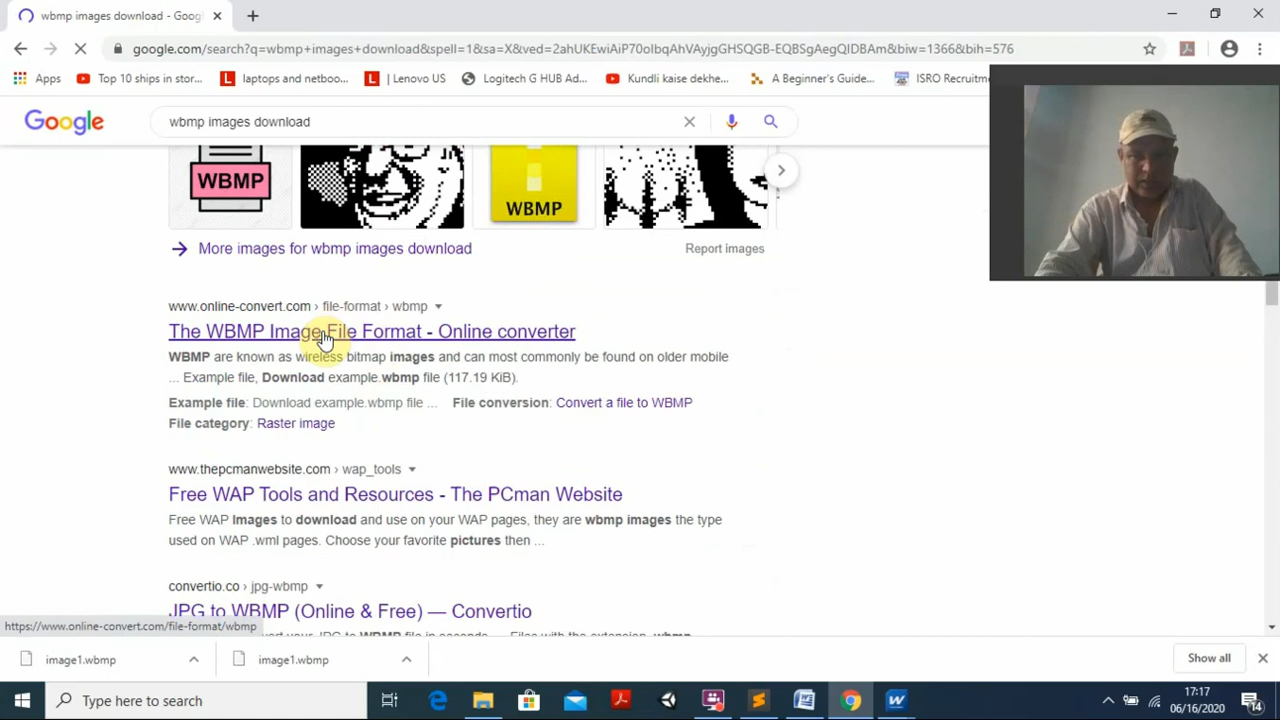 wbmp images download - Goog
google.com/search?q=wbmp+images+download&spell=1&sa=X&ved=2ahUKEwiAiP70oIbqAhVAyjgGHSQGB-EQBSgAegQIDBAm&biw=1366&bih=576
Apps Top 10 ships in stor... laptops and netboo... Lenovo US Logitech G HUB Ad... Kundli kaise dekhe... A Beginner's Guide... ISRO Recruitm
Google wbmp images download
WBMP WBMP
More images for wbmp images download Report images
www.online-convert.com › file-format › wbmp
The WBMP Image File Format - Online converter
WBMP are known as wireless bitmap images and can most commonly be found on older mobile
... Example file, Download example.wbmp file (117.19 KiB).
Example file: Download example.wbmp file ... File conversion: Convert a file to WBMP
File category: Raster image
www.thepcmanwebsite.com › wap_tools
Free WAP Tools and Resources - The PCman Website
Free WAP Images to download and use on your WAP pages, they are wbmp images the type
used on WAP .wml pages. Choose your favorite pictures then ...
convertio.co › jpg-wbmp
JPG to WBMP (Online & Free) — Convertio
https://www.online-convert.com/file-format/wbmp
image1.wbmp image1.wbmp Show all
Type here to search
17:17
06/16/2020
14